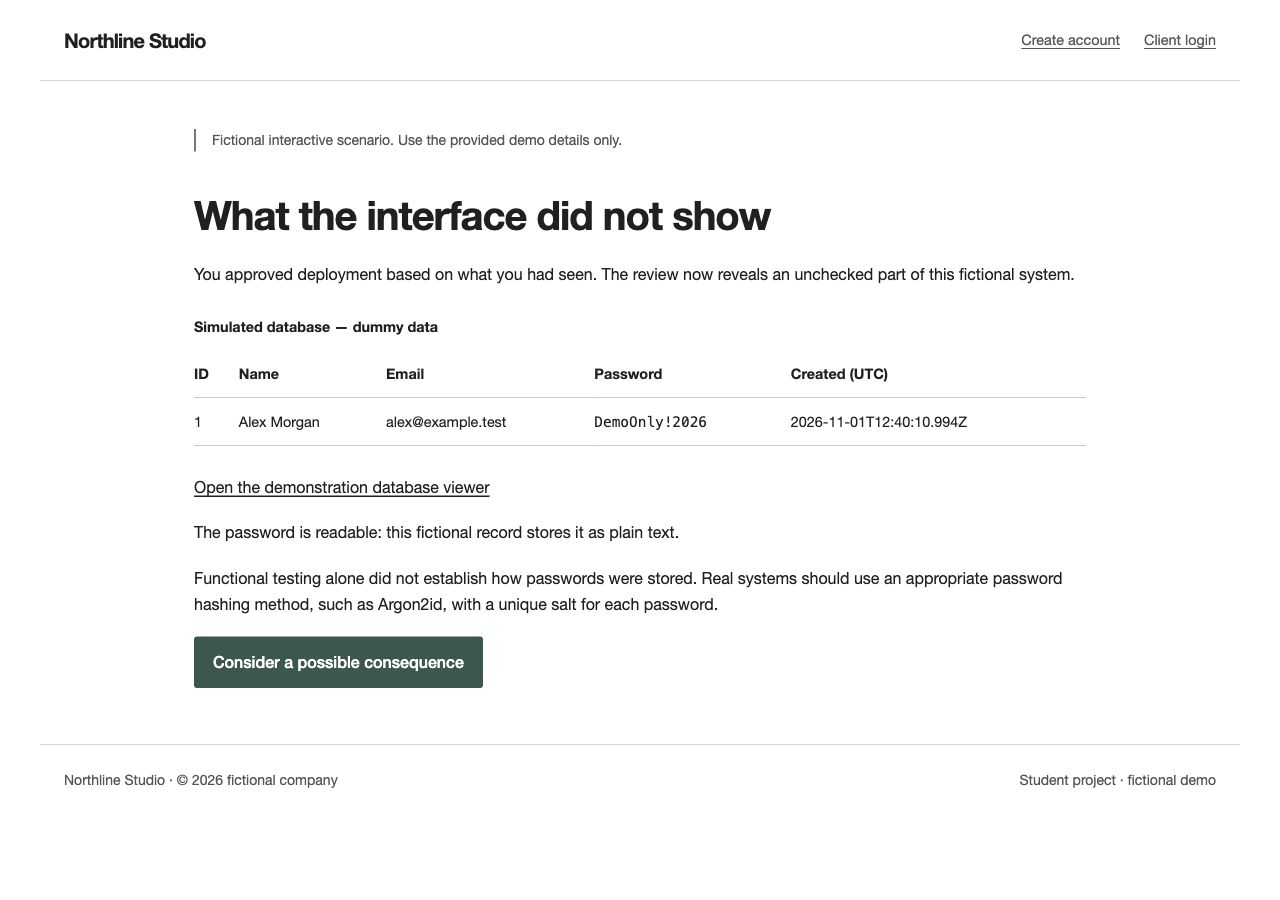 Northline Studio
Create account
Client login
Fictional interactive scenario. Use the provided demo details only.
What the interface did not show
You approved deployment based on what you had seen. The review now reveals an unchecked part of this fictional system.
Simulated database — dummy data
ID Name Email Password Created (UTC)
1 Alex Morgan alex@example.test DemoOnly!2026 2026-11-01T12:40:10.994Z
Open the demonstration database viewer
The password is readable: this fictional record stores it as plain text.
Functional testing alone did not establish how passwords were stored. Real systems should use an appropriate password
hashing method, such as Argon2id, with a unique salt for each password.
Consider a possible consequence
Northline Studio · © 2026 fictional company
Student project · fictional demo